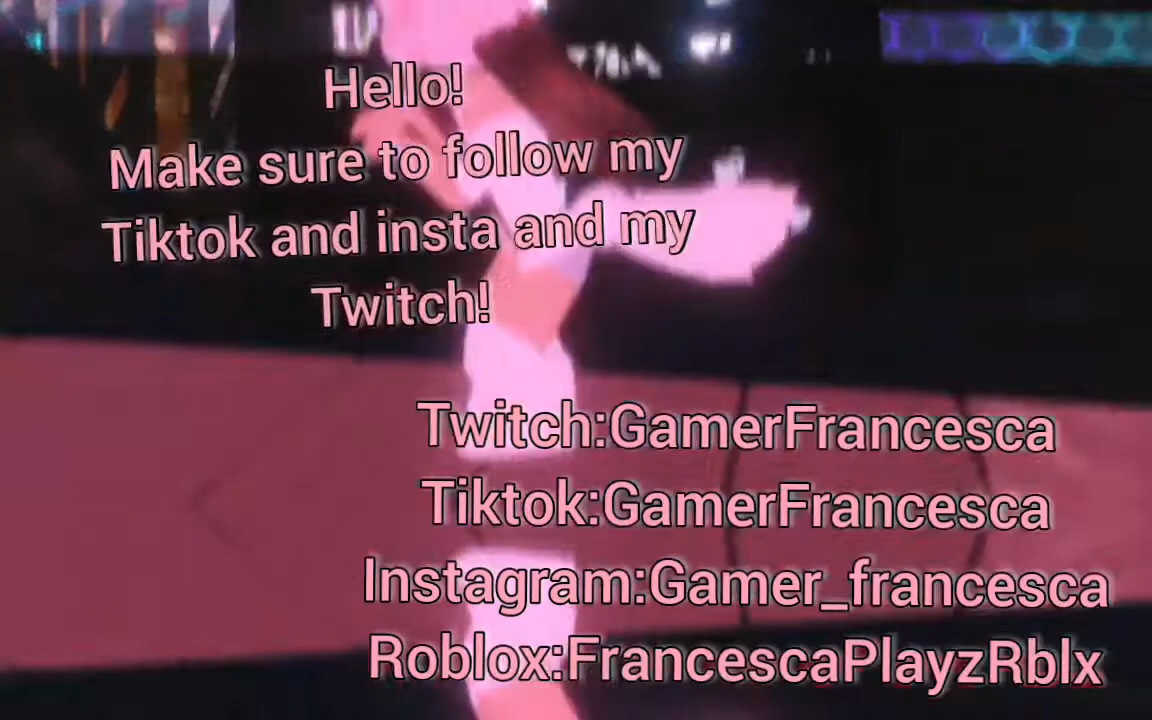 Hello!
Make sure to follow my
Tiktok and insta and my
Twitch!
Twitch:GamerFrancesca
Tiktok:GamerFrancesca
Instagram:Gamer_francesca
Roblox:FrancescaPlayzRblx